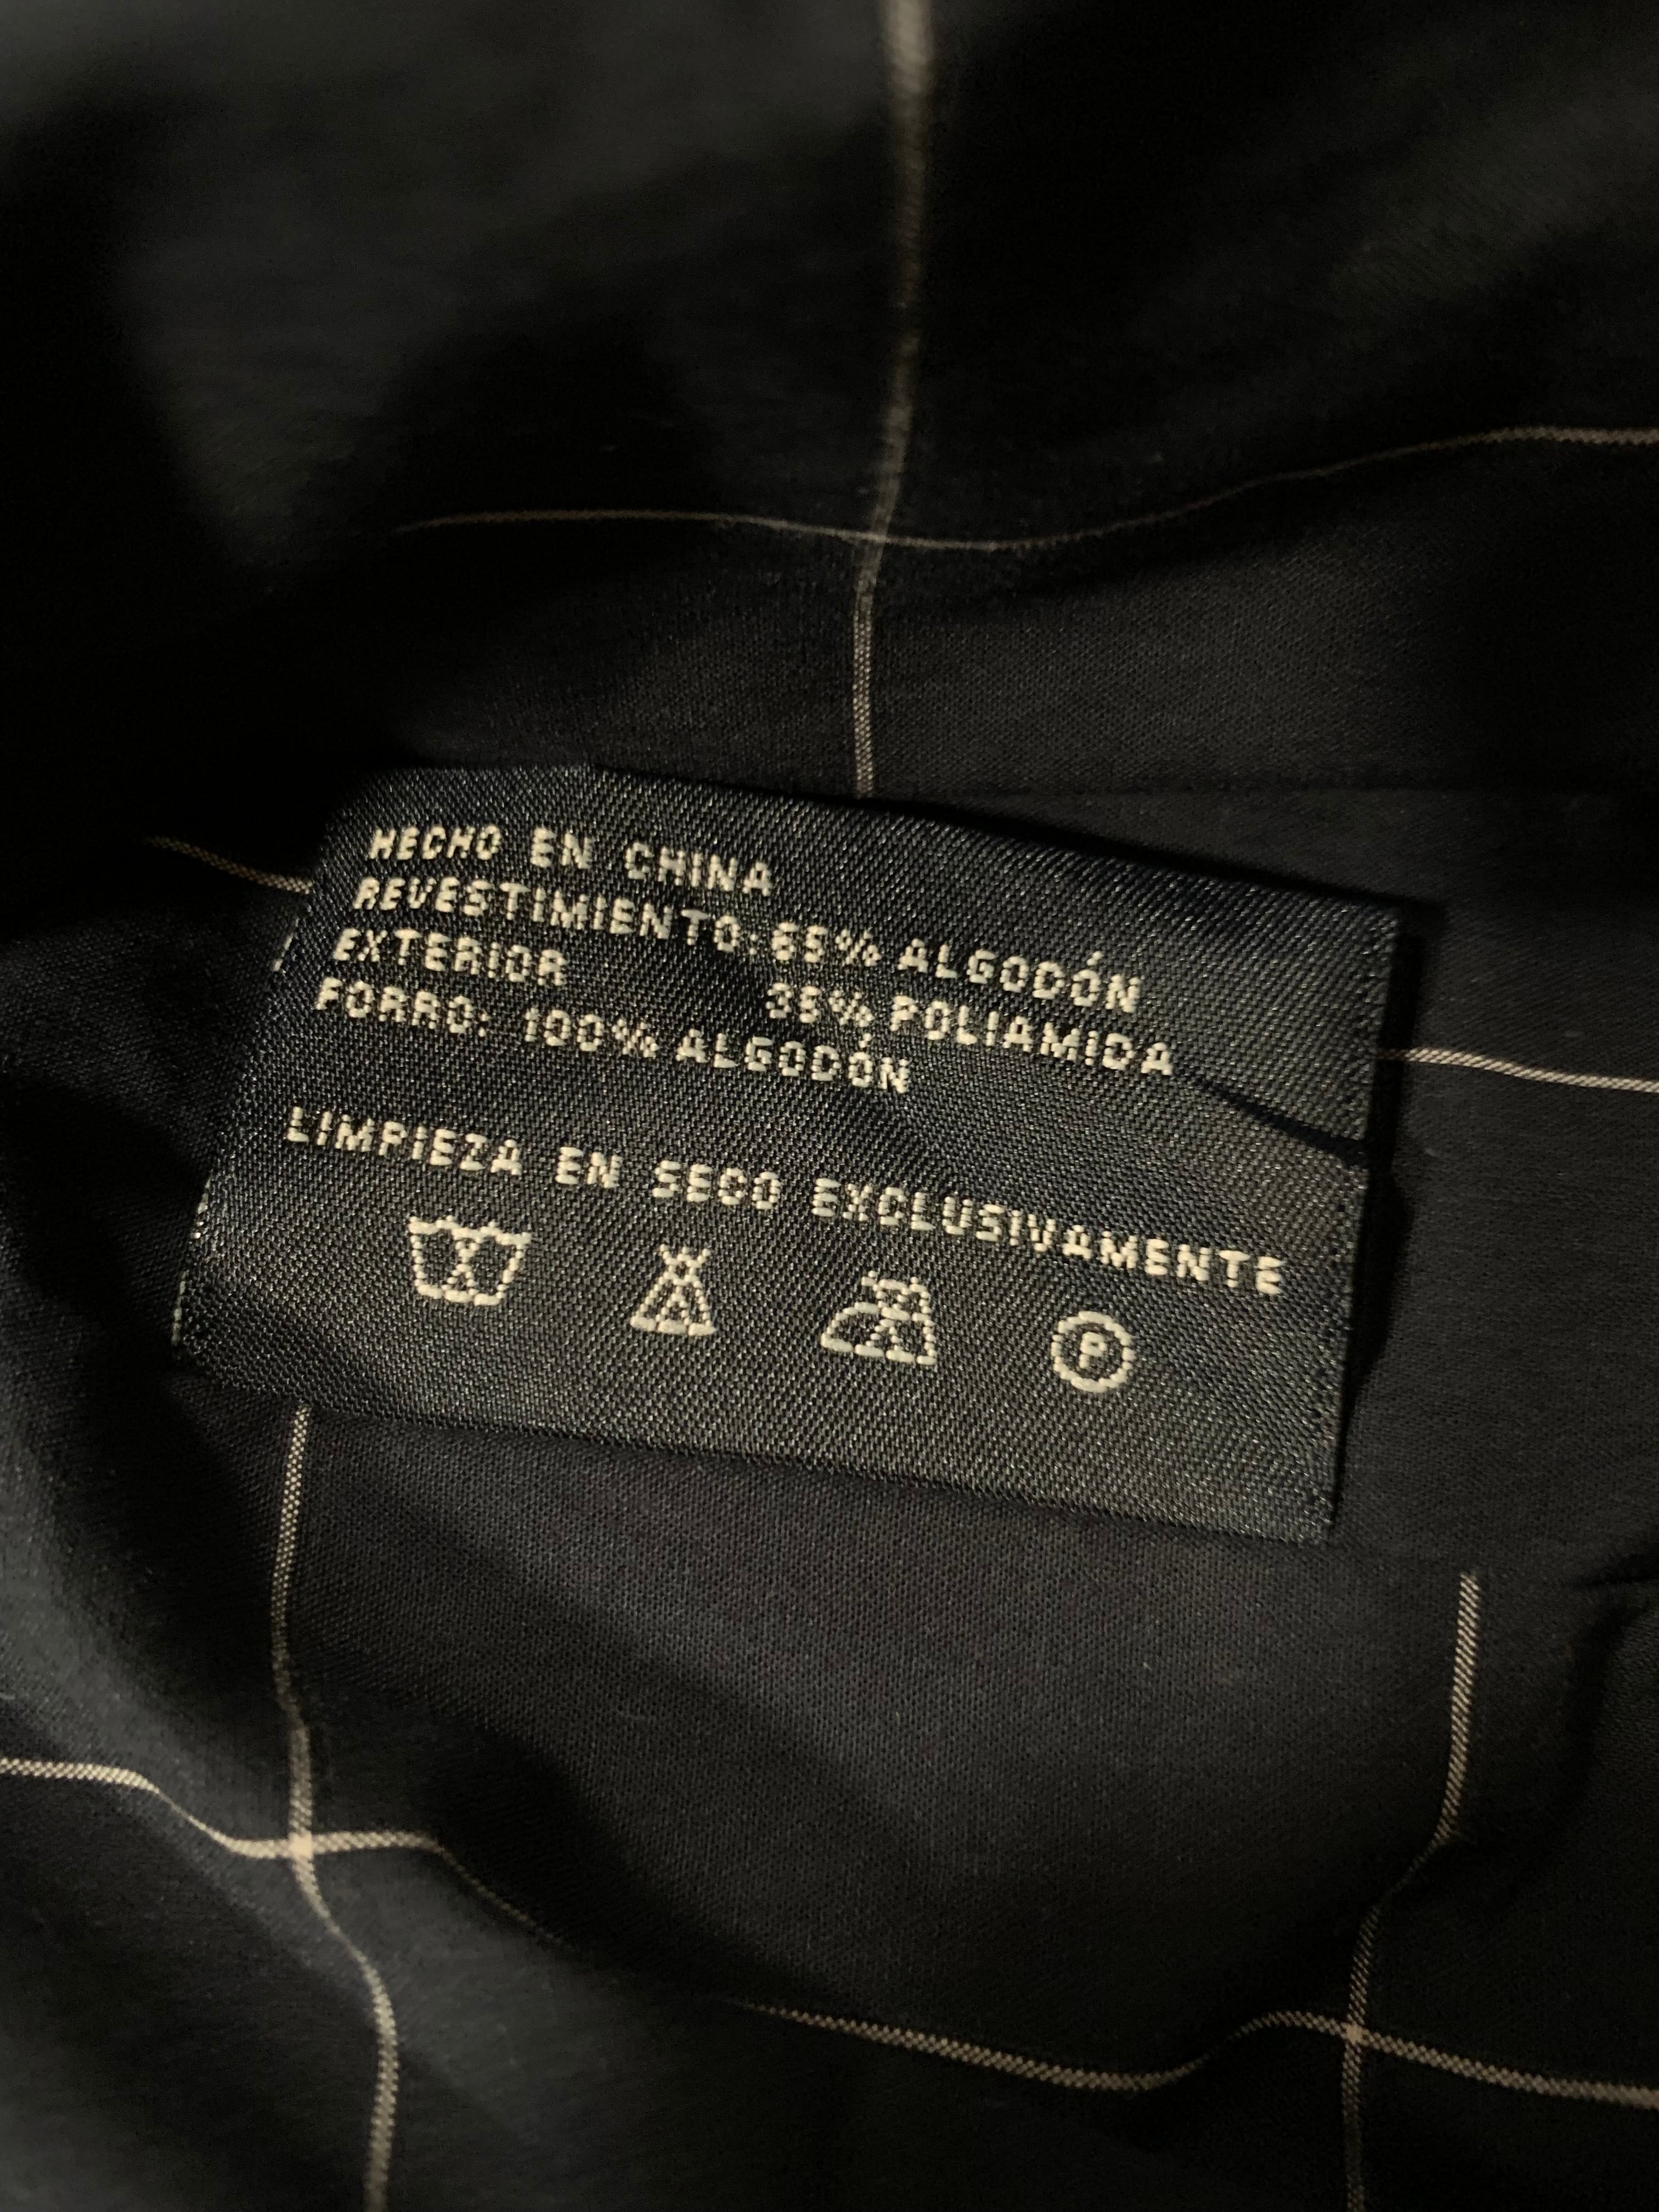 HECHO EN CHINA
REVESTIMIENTO: 65% ALGODÓN
EXTERIOR 35% POLIAMIDA
FORRO: 100% ALGODÓN
LIMPIEZA EN SECO EXCLUSIVAMENTE
P